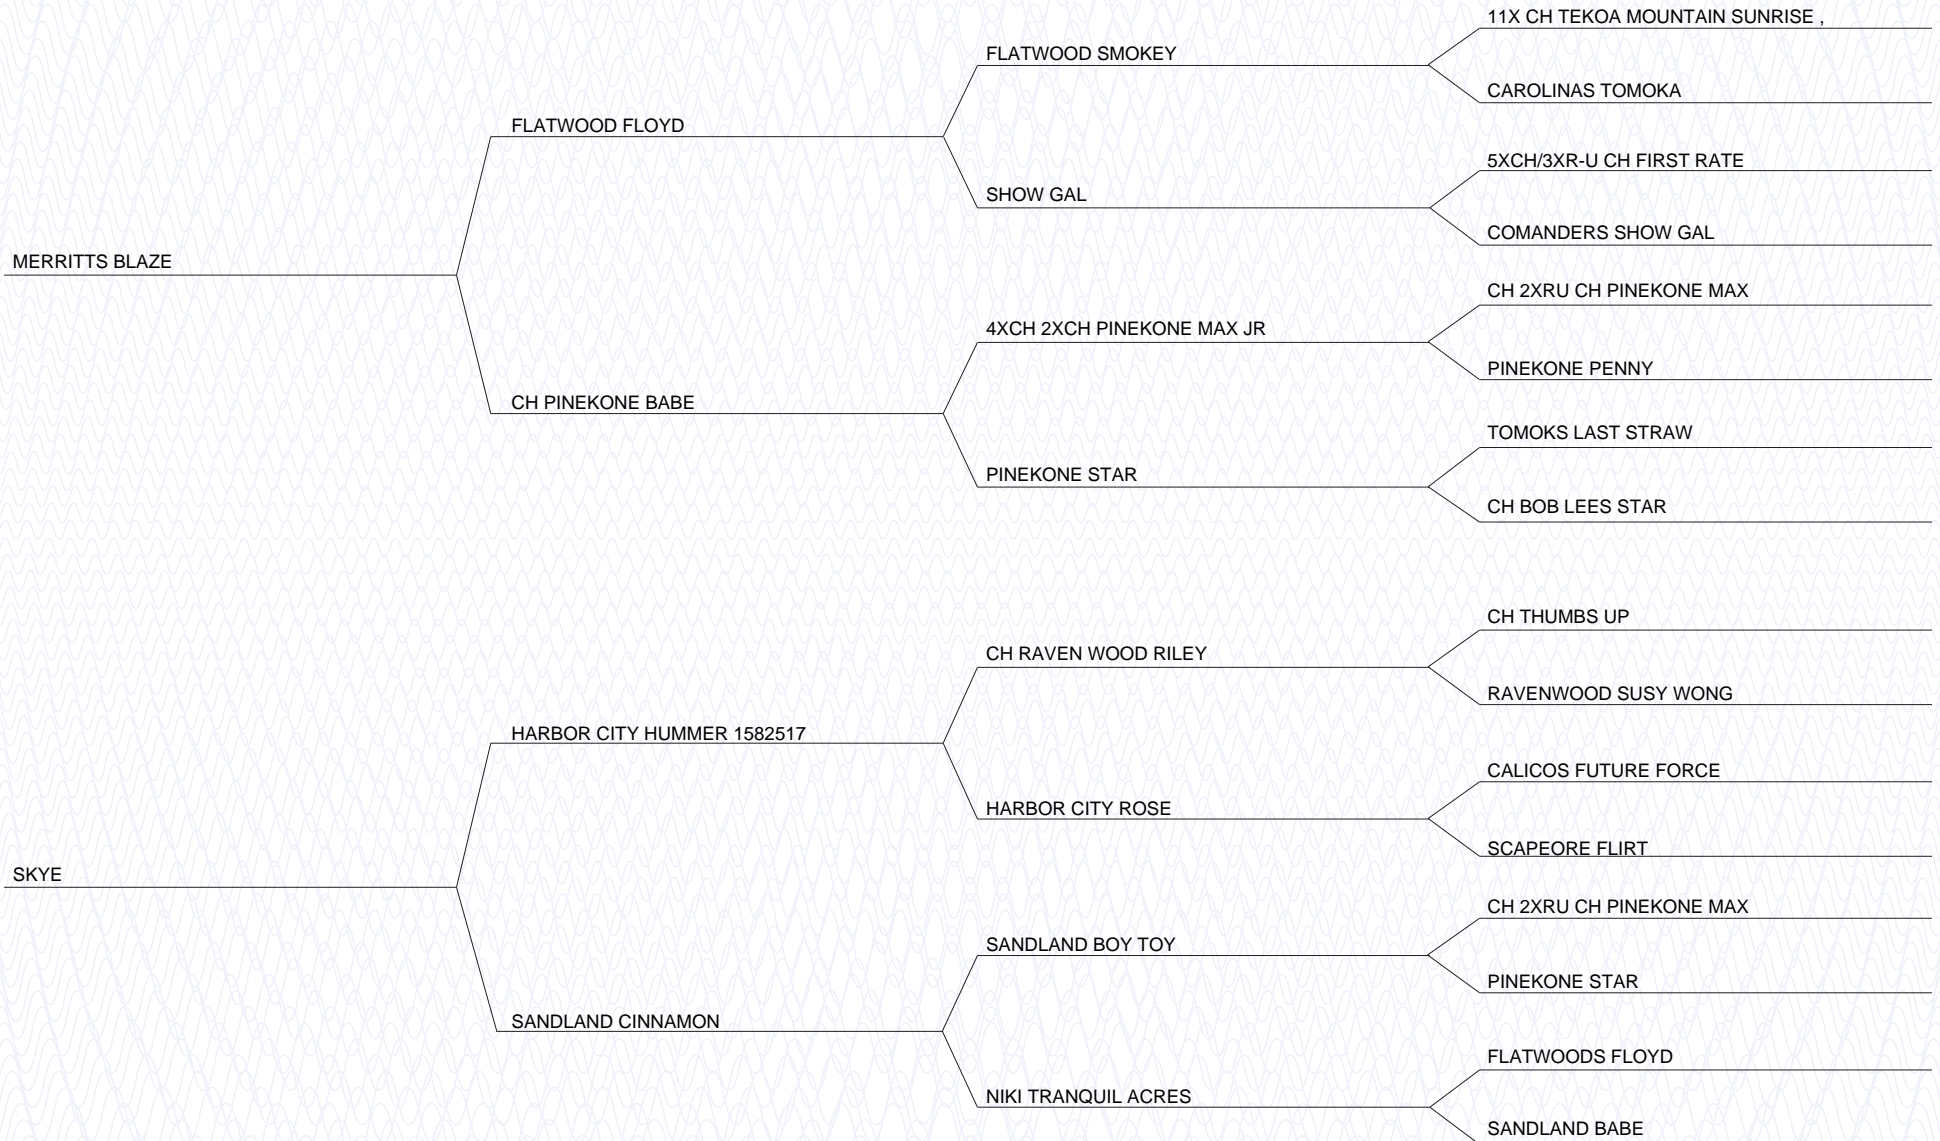 11X CH TEKOA MOUNTAIN SUNRISE ,
FLATWOOD SMOKEY
CAROLINAS TOMOKA
FLATWOOD FLOYD
5XCH/3XR-U CH FIRST RATE
SHOW GAL
COMANDERS SHOW GAL
MERRITTS BLAZE
CH 2XRU CH PINEKONE MAX
4XCH 2XCH PINEKONE MAX JR
PINEKONE PENNY
CH PINEKONE BABE
TOMOKS LAST STRAW
PINEKONE STAR
CH BOB LEES STAR
CH THUMBS UP
CH RAVEN WOOD RILEY
RAVENWOOD SUSY WONG
HARBOR CITY HUMMER 1582517
CALICOS FUTURE FORCE
HARBOR CITY ROSE
SCAPEORE FLIRT
SKYE
CH 2XRU CH PINEKONE MAX
SANDLAND BOY TOY
PINEKONE STAR
SANDLAND CINNAMON
FLATWOODS FLOYD
NIKI TRANQUIL ACRES
SANDLAND BABE